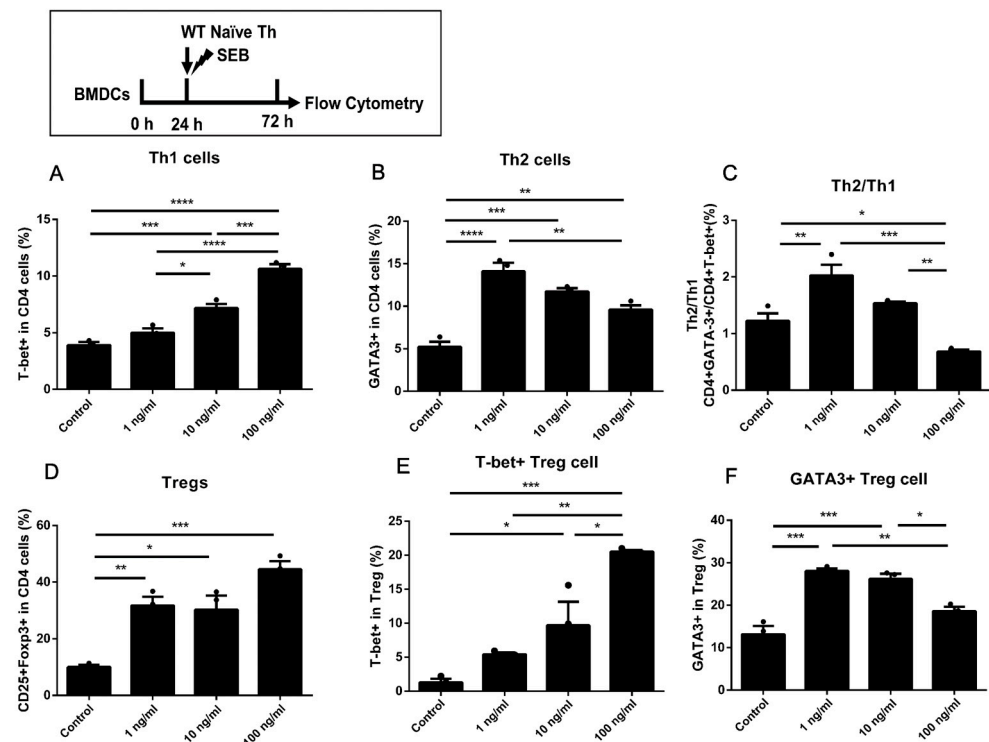 WT Naïve Th
SEB
BMDCs
Flow Cytometry
0 h 24 h 72 h
A
Th1 cells
T-bet+ in CD4 cells (%)
15
10
5
0
****
*** ***
****
*
Control 1 ng/ml 10 ng/ml 100 ng/ml
B
Th2 cells
GATA3+ in CD4 cells (%)
20
15
10
5
0
**
***
**** **
Control 1 ng/ml 10 ng/ml 100 ng/ml
C
Th2/Th1
Th2/Th1
CD4+GATA-3+/CD4+T-bet+(%)
3
2
1
0
*
** ***
**
Control 1 ng/ml 10 ng/ml 100 ng/ml
D
Tregs
CD25+Foxp3+ in CD4 cells (%)
60
40
20
0
***
*
**
Control 1 ng/ml 10 ng/ml 100 ng/ml
E
T-bet+ Treg cell
T-bet+ in Treg (%)
25
20
15
10
5
0
***
**
* *
Control 1 ng/ml 10 ng/ml 100 ng/ml
F
GATA3+ Treg cell
GATA3+ in Treg (%)
40
30
20
10
0
*** *
*** **
Control 1 ng/ml 10 ng/ml 100 ng/ml